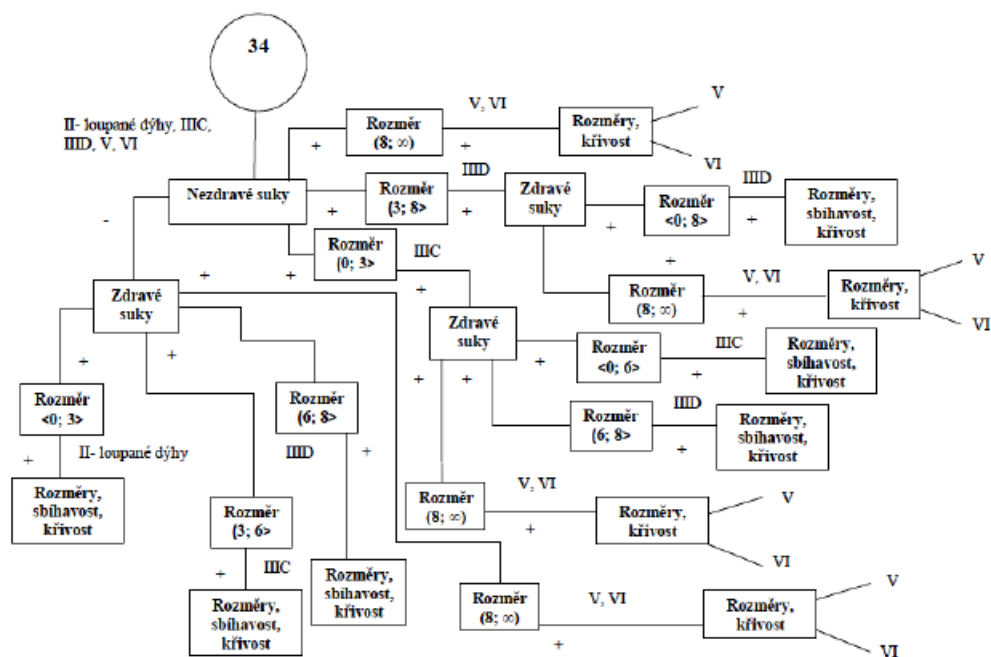 34
II- loupané dýhy, IIIC,
IIID, V, VI
Nezdravé suky
+
Rozměr
(8; ∞)
V, VI
+
Rozměry,
křivost
V
VI
+
Rozměr
(3; 8>
IIID
+
Zdravé
suky
+
Rozměr
<0; 8>
IIID
+
Rozměry,
sbíhavost,
křivost
+
Rozměr
(8; ∞)
V, VI
+
Rozměry,
křivost
V
VI
+
Rozměr
(0; 3>
IIIC
+
Zdravé
suky
+
Rozměr
<0; 6>
IIIC
+
Rozměry,
sbíhavost,
křivost
+
Rozměr
(6; 8>
IIID
+
Rozměry,
sbíhavost,
křivost
+
Rozměr
(8; ∞)
V, VI
+
Rozměry,
křivost
V
VI
-
Zdravé
suky
+
Rozměr
<0; 3>
+
II- loupané dýhy
Rozměry,
sbíhavost,
křivost
+
Rozměr
(3; 6>
+
IIIC
Rozměry,
sbíhavost,
křivost
+
Rozměr
(6; 8>
IIID
+
Rozměry,
sbíhavost,
křivost
Rozměr
(8; ∞)
V, VI
+
Rozměry,
křivost
V
VI